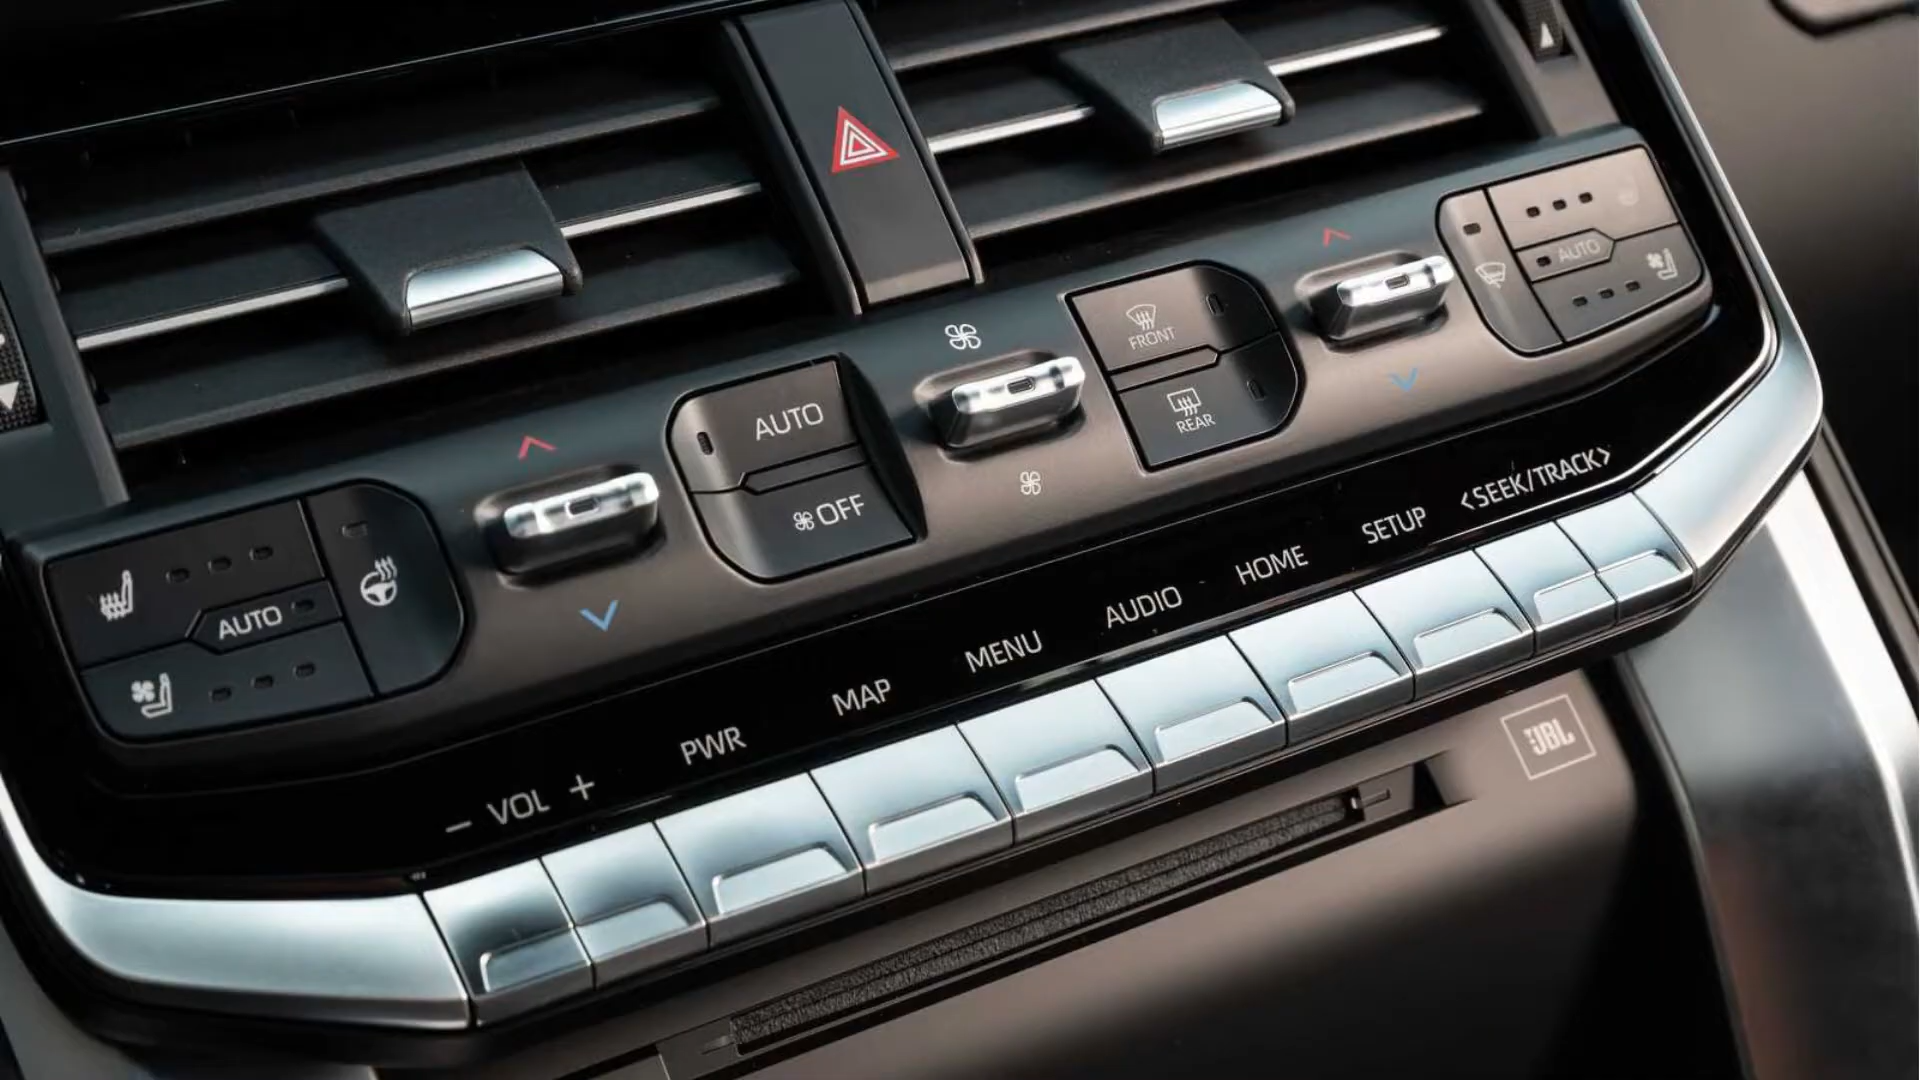 FRONT
REAR
AUTO
AUTO
OFF
AUTO
<SEEK/TRACK>
SETUP
HOME
AUDIO
MENU
MAP
PWR
– VOL +
JBL